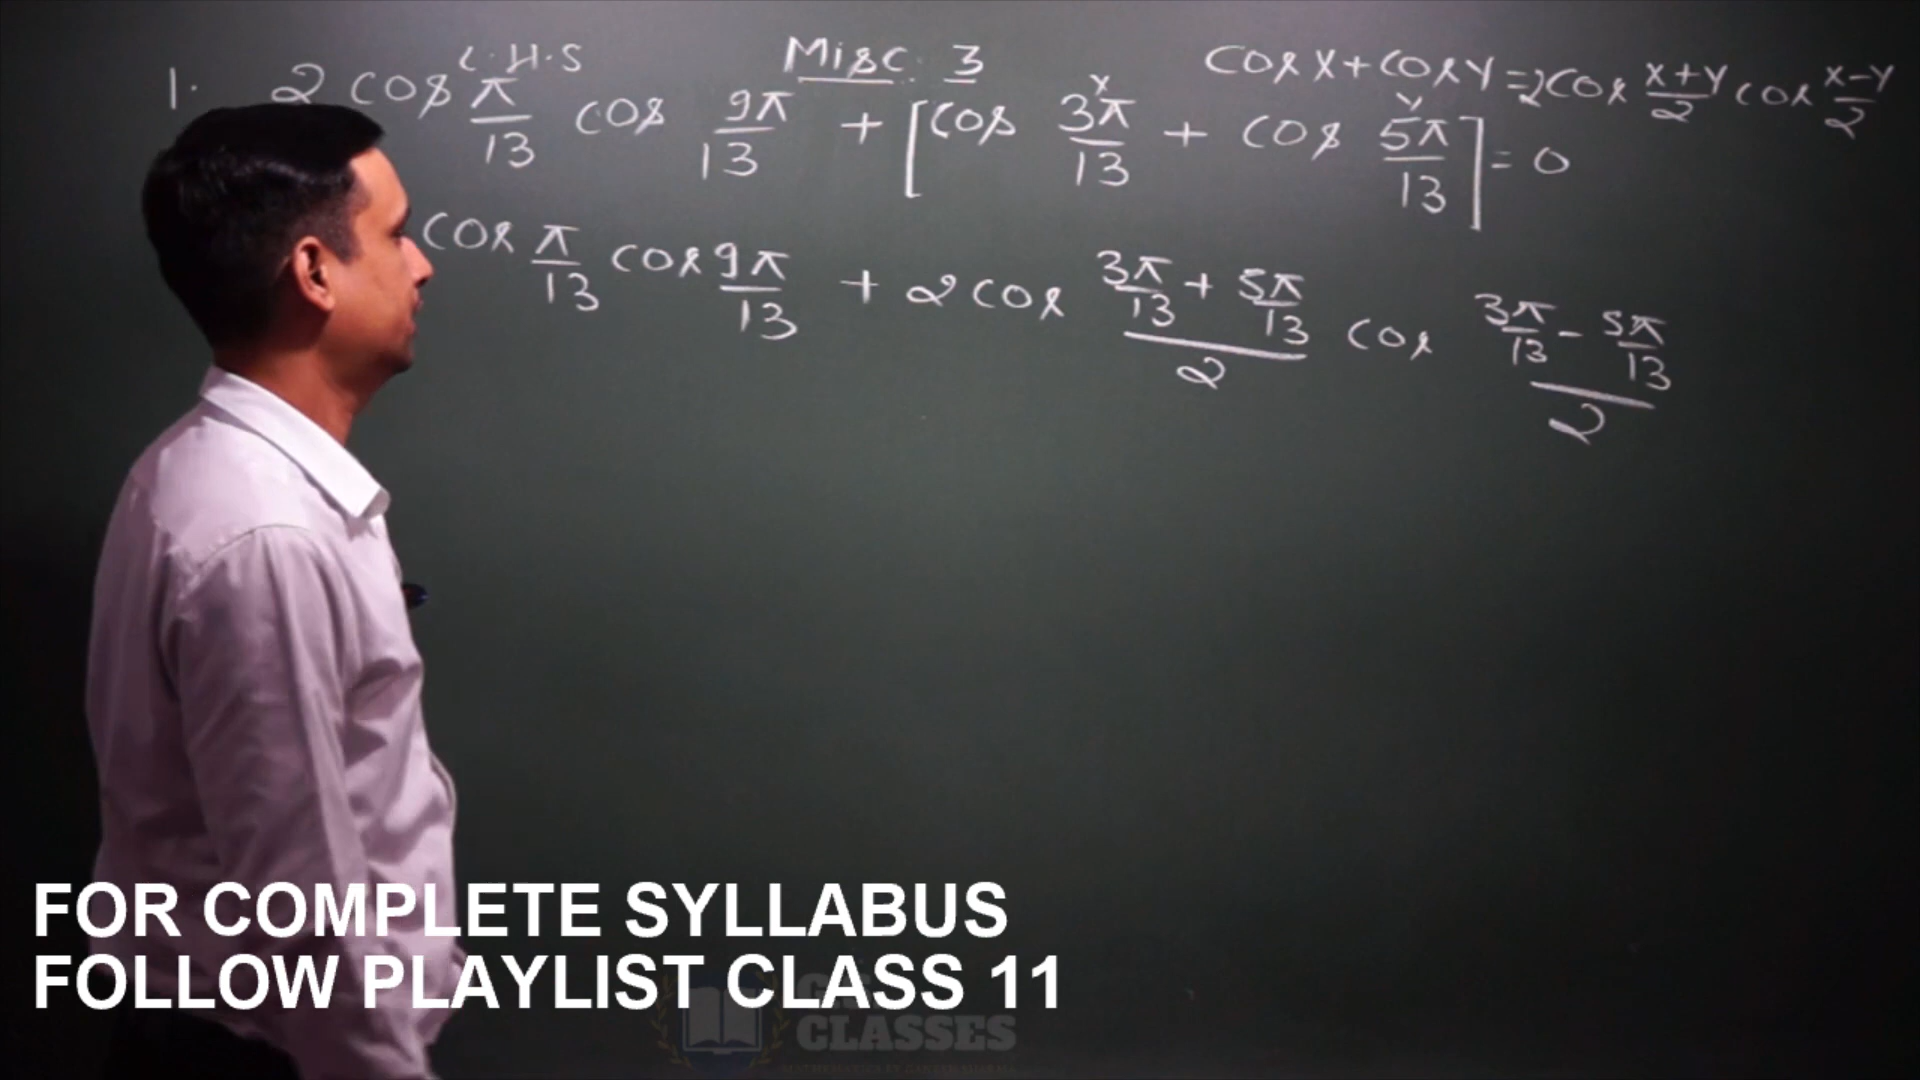 Misc. 3
L.H.S
1. 2 cos π/13 cos 9π/13 + [cos 3π/13 + cos 5π/13] = 0
x y
cos x + cos y = 2 cos x+y/2 cos x-y/2
cos π/13 cos 9π/13 + 2 cos 3π/13 + 5π/13 / 2 cos 3π/13 - 5π/13 / 2
FOR COMPLETE SYLLABUS
FOLLOW PLAYLIST CLASS 11
CLASSES